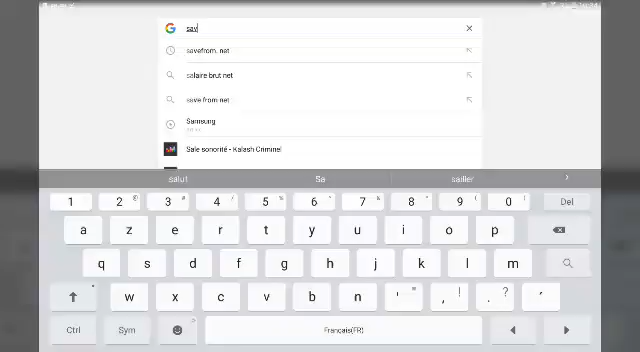 sav
savefrom. net
salaire brut net
save from net
Samsung
Sale sonorité - Kalash Criminel
salut Sa saller
1 2 @ 3 # 4 / 5 % 6 7 8 9 ( 0 ) Del
a z e r t y u i o p
q s d f g h j k l m
w x c v b n ' , ! . ?
Ctrl Sym Français(FR)